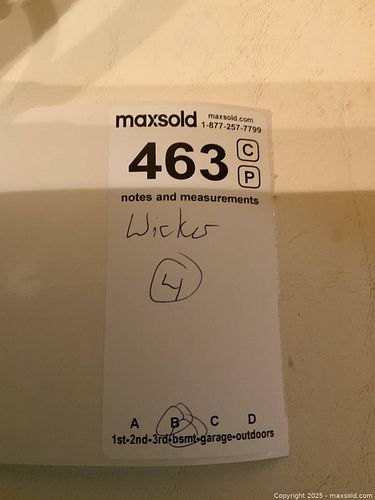 maxsold maxsold.com
1-877-257-7799
463 C
P
notes and measurements
Wicker
4
A B C D
1st-2nd-3rd-bsmt-garage-outdoors
Copyright 2025 - maxsold.com